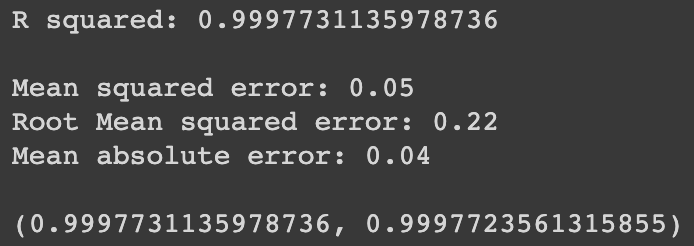 R squared: 0.9997731135978736
Mean squared error: 0.05
Root Mean squared error: 0.22
Mean absolute error: 0.04
(0.9997731135978736, 0.9997723561315855)